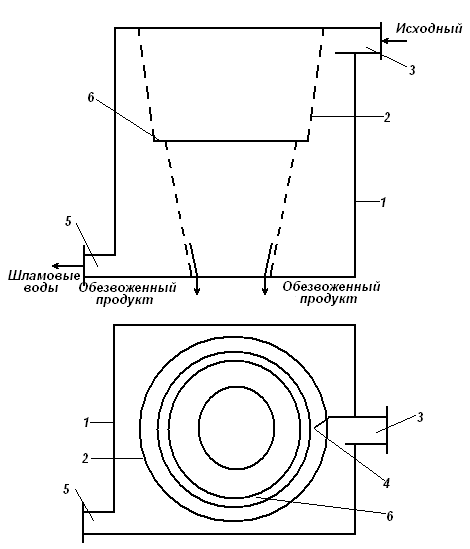 Исходный
3
6
2
1
5
Шламовые
воды
Обезвоженный
продукт
Обезвоженный
продукт
1
3
2
4
5
6